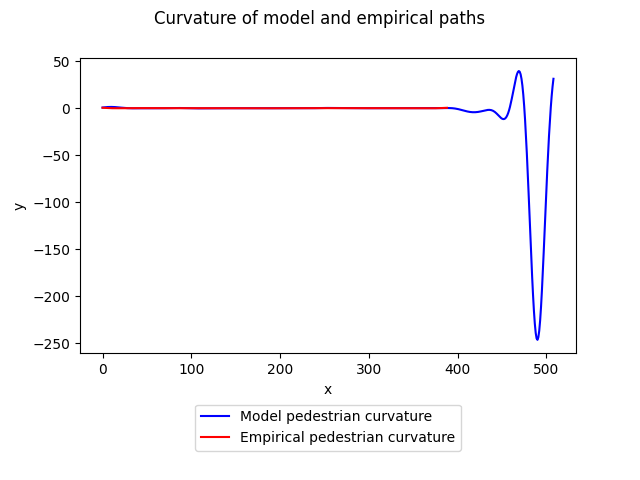 Curvature of model and empirical paths
50
0
−50
−100
−150
−200
−250
y
0 100 200 300 400 500
x
Model pedestrian curvature
Empirical pedestrian curvature